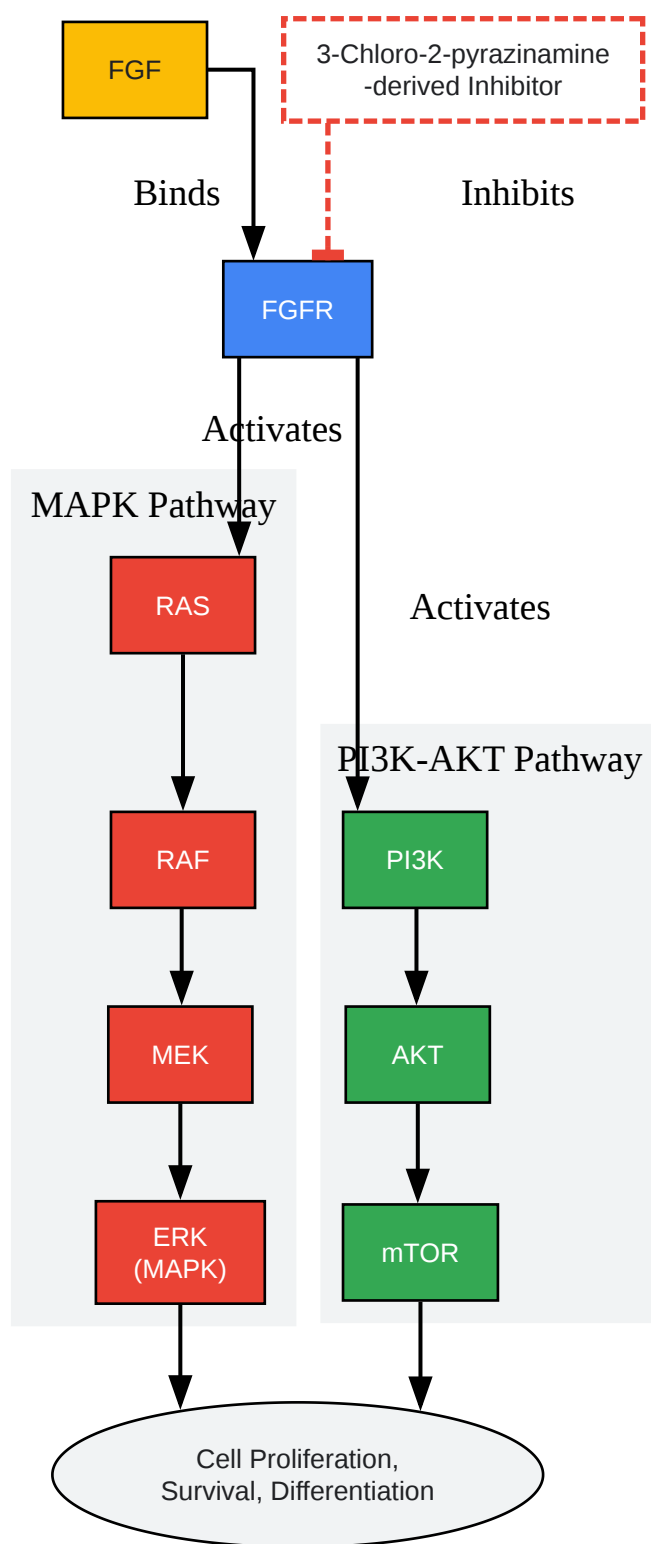 FGF
3-Chloro-2-pyrazinamine
-derived Inhibitor
Binds
Inhibits
FGFR
Activates
MAPK Pathway
RAS
Activates
PI3K-AKT Pathway
RAF
PI3K
MEK
AKT
ERK
(MAPK)
mTOR
Cell Proliferation,
Survival, Differentiation